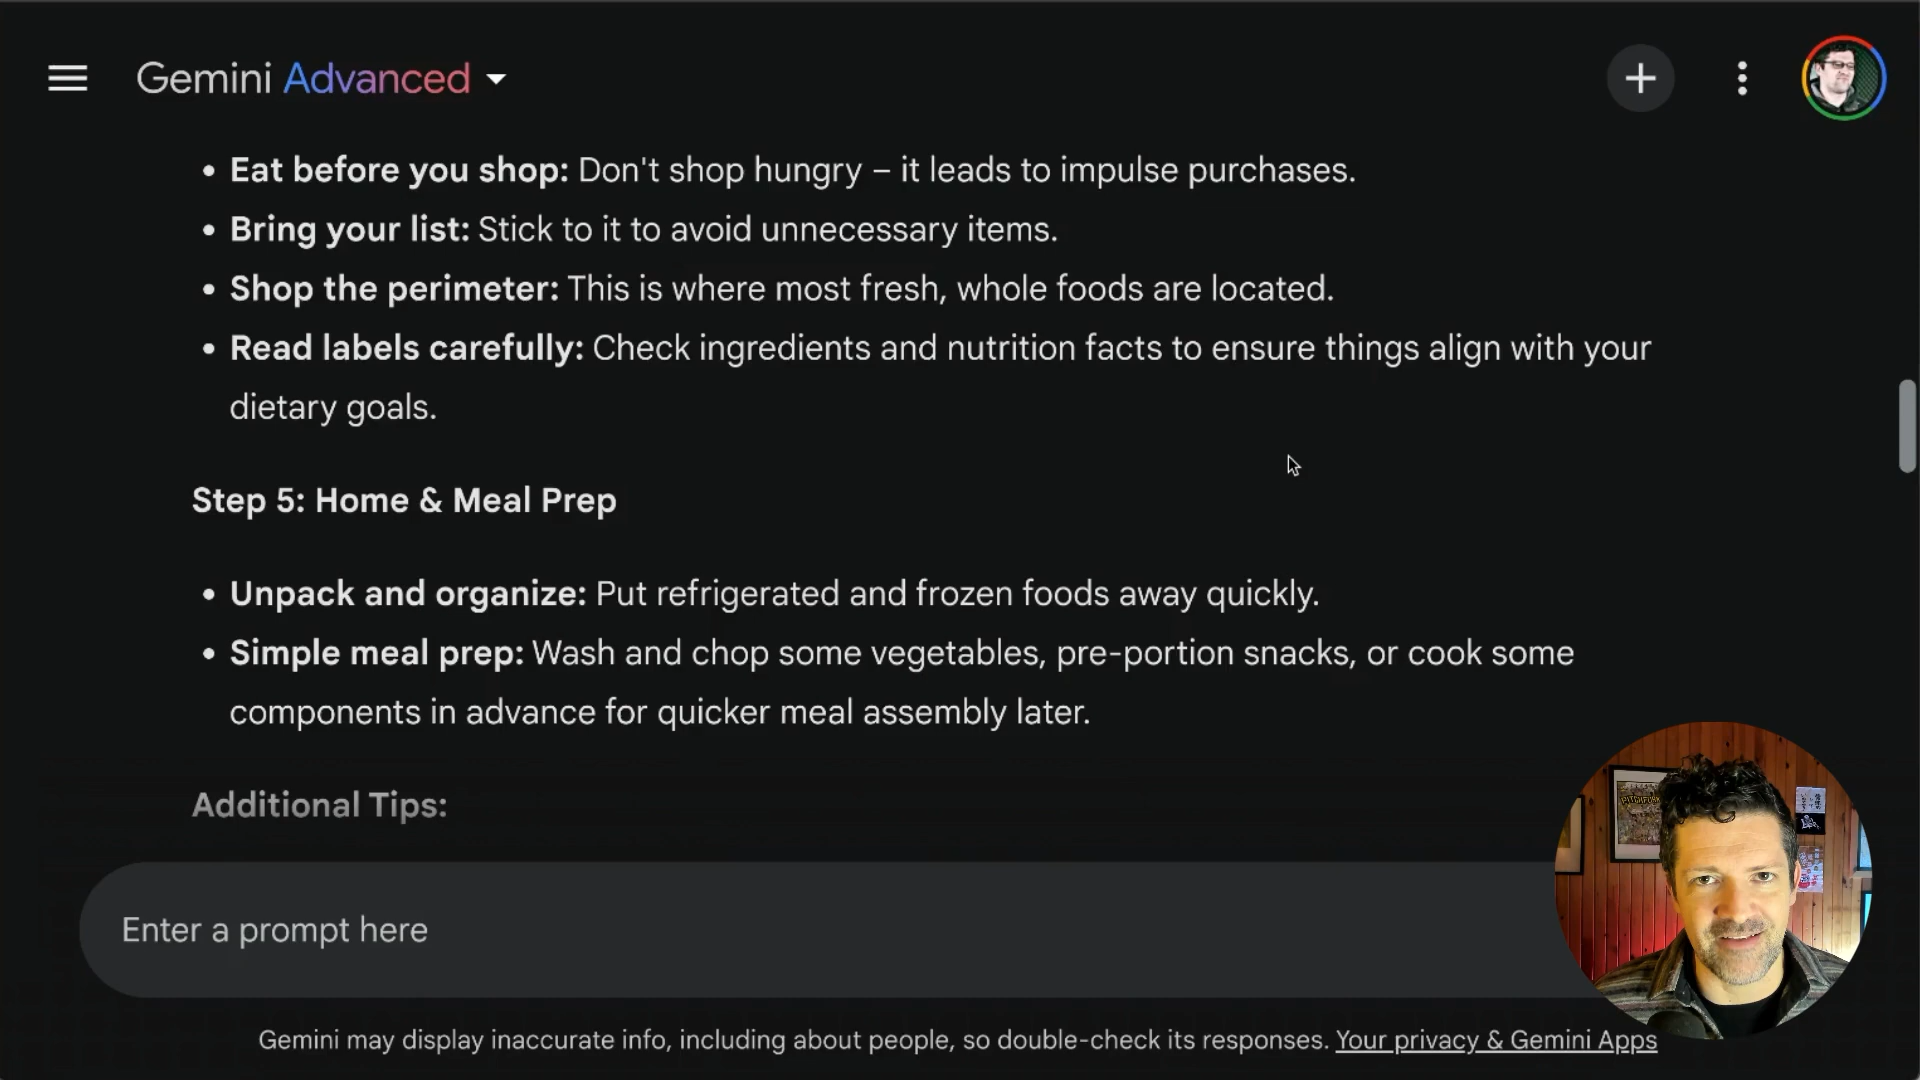 Gemini Advanced
• Eat before you shop: Don't shop hungry – it leads to impulse purchases.
• Bring your list: Stick to it to avoid unnecessary items.
• Shop the perimeter: This is where most fresh, whole foods are located.
• Read labels carefully: Check ingredients and nutrition facts to ensure things align with your
dietary goals.
Step 5: Home & Meal Prep
• Unpack and organize: Put refrigerated and frozen foods away quickly.
• Simple meal prep: Wash and chop some vegetables, pre-portion snacks, or cook some
components in advance for quicker meal assembly later.
Additional Tips:
Enter a prompt here
Gemini may display inaccurate info, including about people, so double-check its responses. Your privacy & Gemini Apps